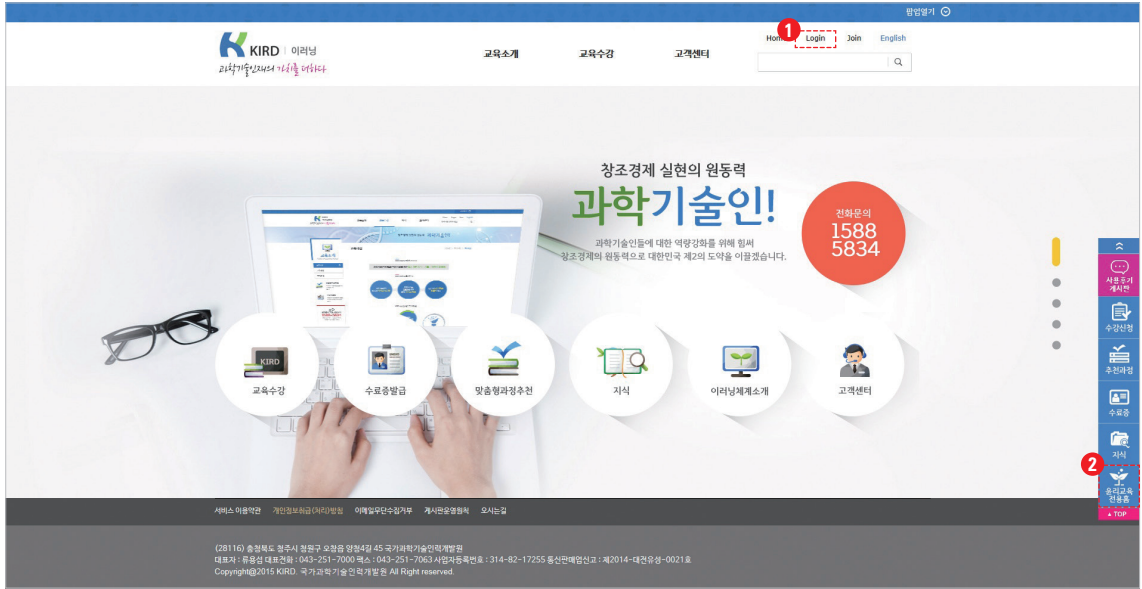 팝업열기
1
Home Login Join English
KIRD 이러닝
과학기술인재의 가치를 더하다
교육소개 교육수강 고객센터
창조경제 실현의 원동력
과학기술인!
과학기술인들에 대한 역량강화를 위해 힘써
창조경제의 원동력으로 대한민국 제2의 도약을 이끌겠습니다.
전화문의
1588
5834
KIRD
교육수강
수료증발급
맞춤형과정추천
지식
이러닝체계소개
고객센터
사용후기
게시판
수강신청
추천과정
수료증
지식
2
윤리교육
전용홈
▲ TOP
서비스 이용약관 개인정보취급(처리)방침 이메일무단수집거부 게시판운영원칙 오시는길
(28116) 충청북도 청주시 청원구 오창읍 양청4길 45 국가과학기술인력개발원
대표자 : 류용섭 대표전화 : 043-251-7000 팩스 : 043-251-7063 사업자등록번호 : 314-82-17255 통신판매업신고 : 제2014-대전유성-0021호
Copyright@2015 KIRD. 국가과학기술인력개발원 All Right reserved.